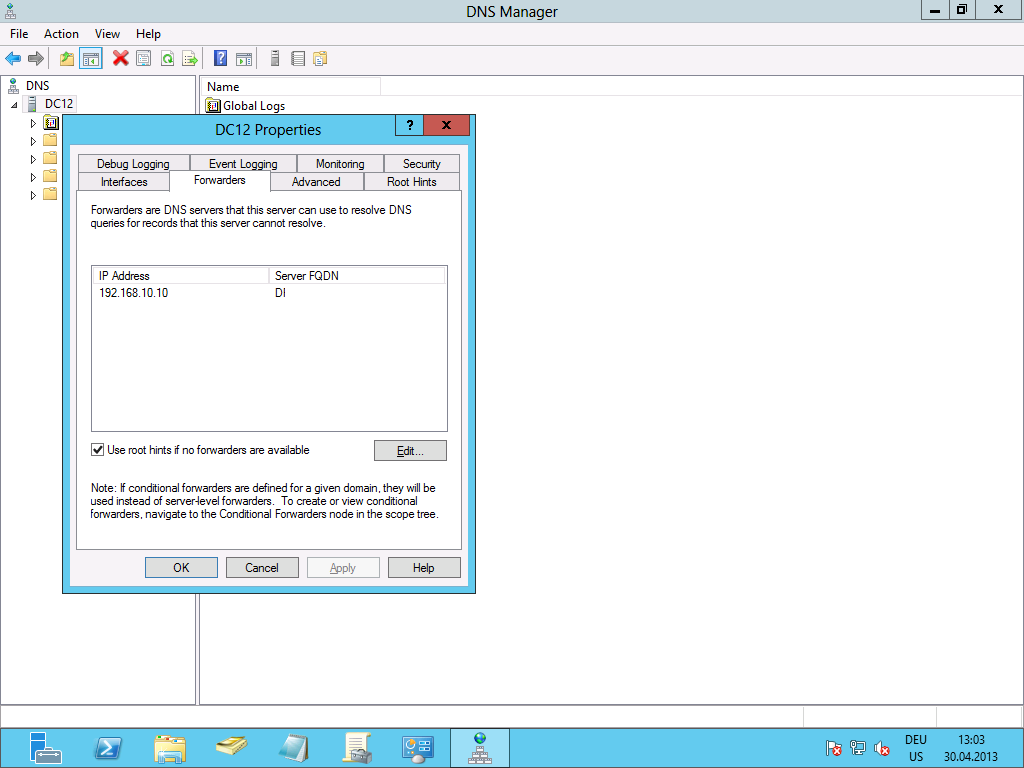 DNS Manager
File Action View Help
DNS
DC12
Name
Global Logs
DC12 Properties
Debug Logging Event Logging Monitoring Security
Interfaces Forwarders Advanced Root Hints
Forwarders are DNS servers that this server can use to resolve DNS
queries for records that this server cannot resolve.
IP Address Server FQDN
192.168.10.10 DI
Use root hints if no forwarders are available
Edit...
Note: If conditional forwarders are defined for a given domain, they will be
used instead of server-level forwarders. To create or view conditional
forwarders, navigate to the Conditional Forwarders node in the scope tree.
OK Cancel Apply Help
DEU 13:03
US 30.04.2013